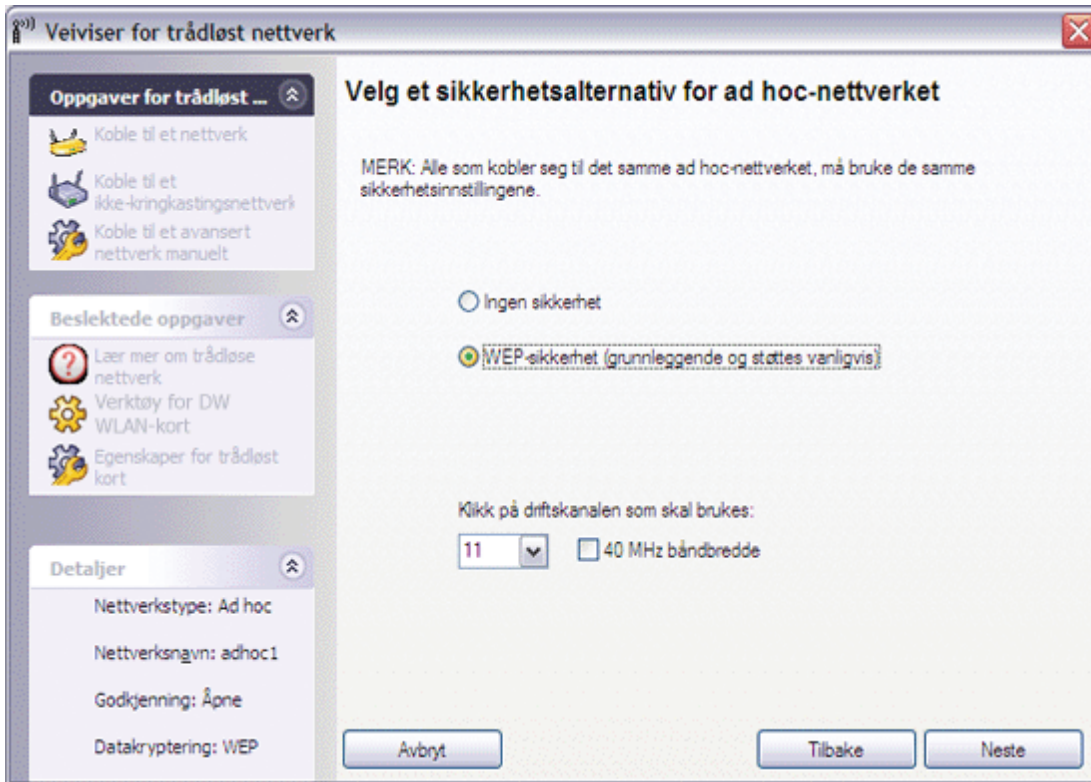 Veiviser for trådløst nettverk
Oppgaver for trådløst ...
Koble til et nettverk
Koble til et
ikke-kringkastingsnettverk
Koble til et avansert
nettverk manuelt
Beslektede oppgaver
Lær mer om trådløse
nettverk
Verktøy for DW
WLAN-kort
Egenskaper for trådløst
kort
Detaljer
Nettverkstype: Ad hoc
Nettverksnavn: adhoc1
Godkjenning: Åpne
Datakryptering: WEP
Velg et sikkerhetsalternativ for ad hoc-nettverket
MERK: Alle som kobler seg til det samme ad hoc-nettverket, må bruke de samme
sikkerhetsinnstillingene.
Ingen sikkerhet
WEP-sikkerhet (grunnleggende og støttes vanligvis)
Klikk på driftskanalen som skal brukes:
11
40 MHz båndbredde
Avbryt
Tilbake
Neste